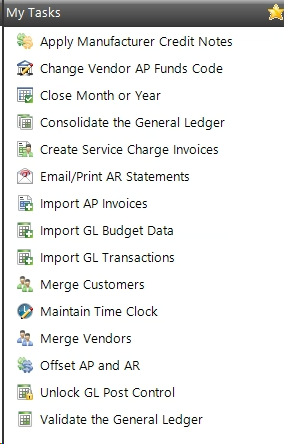 My Tasks
Apply Manufacturer Credit Notes
Change Vendor AP Funds Code
Close Month or Year
Consolidate the General Ledger
Create Service Charge Invoices
Email/Print AR Statements
Import AP Invoices
Import GL Budget Data
Import GL Transactions
Merge Customers
Maintain Time Clock
Merge Vendors
Offset AP and AR
Unlock GL Post Control
Validate the General Ledger